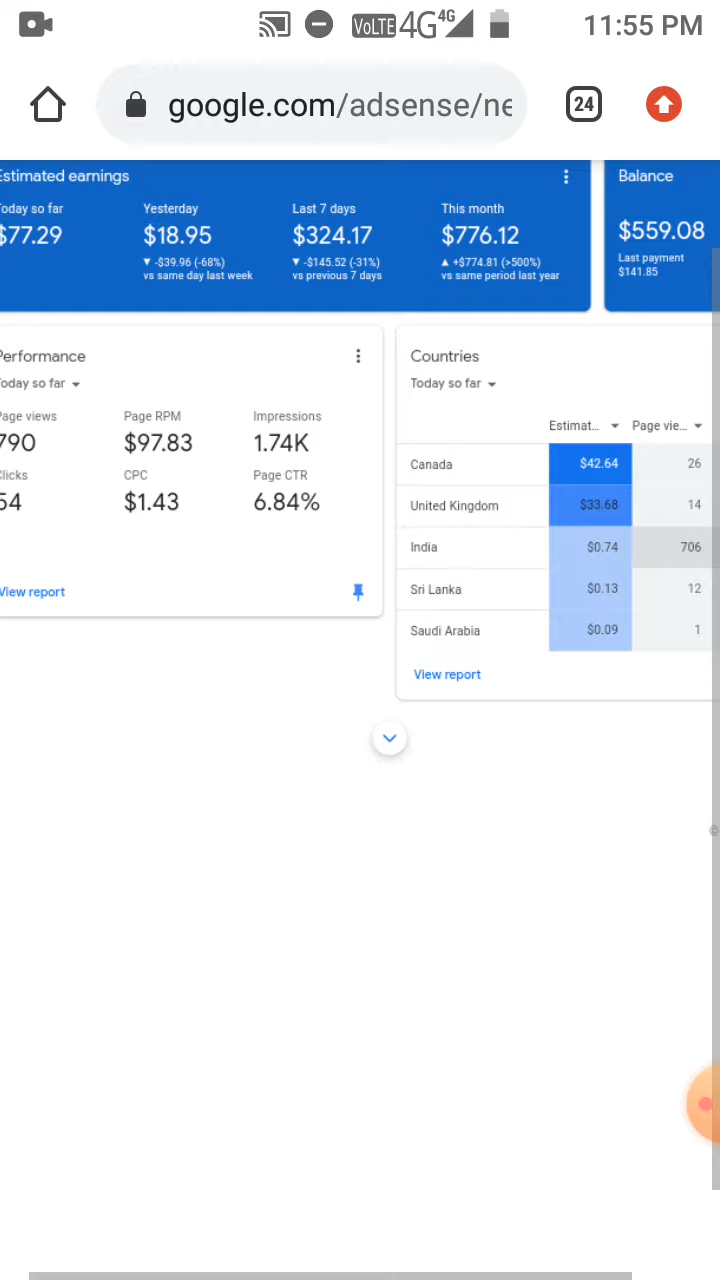 VoLTE 4G 4G 11:55 PM
google.com/adsense/ne
24
Estimated earnings
Balance
Today so far Yesterday Last 7 days This month
$77.29 $18.95 $324.17 $776.12
$559.08
▼ -$39.96 (-68%) ▼ -$145.52 (-31%) ▲ +$774.81 (>500%)
vs same day last week vs previous 7 days vs same period last year
Last payment
$141.85
Performance
Today so far
Page views Page RPM Impressions
790 $97.83 1.74K
Clicks CPC Page CTR
54 $1.43 6.84%
View report
Countries
Today so far
Estimat... Page vie...
Canada $42.64 26
United Kingdom $33.68 14
India $0.74 706
Sri Lanka $0.13 12
Saudi Arabia $0.09 1
View report
©